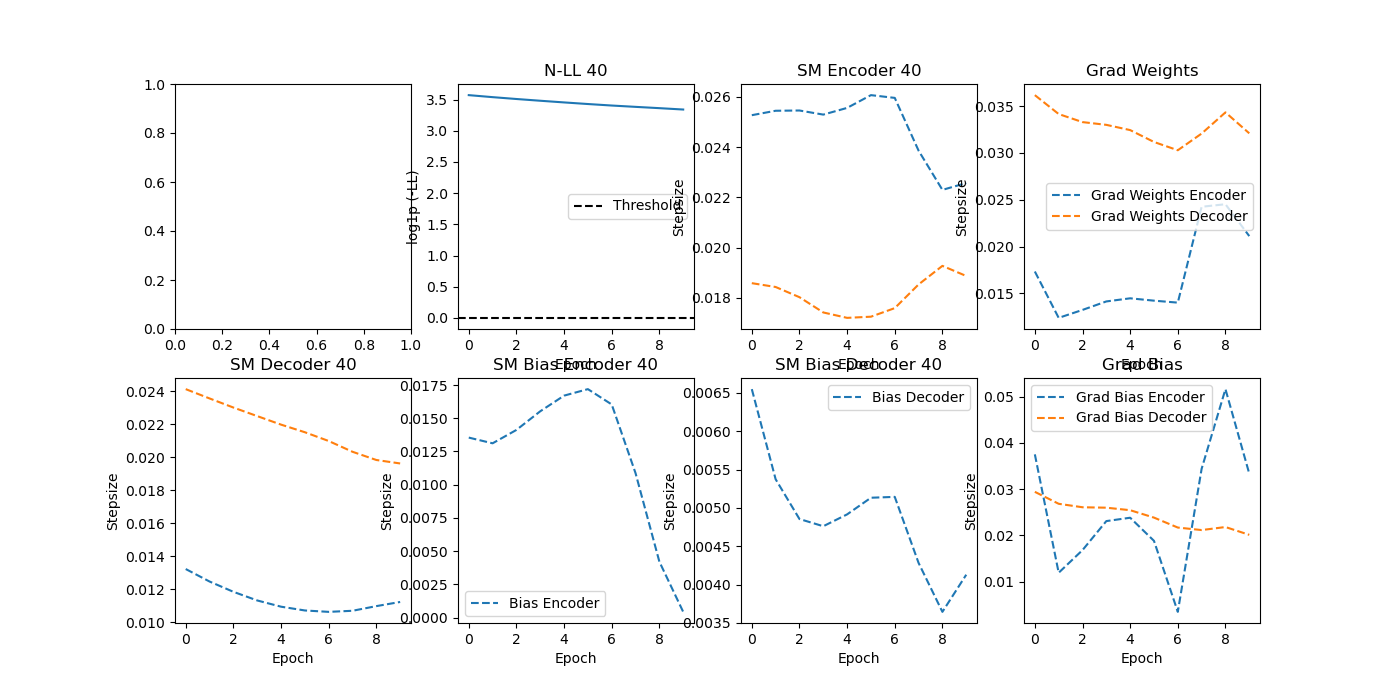 N-LL 40
SM Encoder 40
Grad Weights
1.0
0.8
0.6
0.4
0.2
0.0
0.0 0.2 0.4 0.6 0.8 1.0
log1p (-LL)
3.5
3.0
2.5
2.0
1.5
1.0
0.5
0.0
Threshold
0 2 4 6 8
Epoch
Stepsize
0.026
0.024
0.022
0.020
0.018
0 2 4 6 8
Epoch
Stepsize
0.035
0.030
0.020
0.015
Grad Weights Encoder
Grad Weights Decoder
0 2 4 6 8
Epoch
SM Decoder 40
SM Bias Encoder 40
SM Bias Decoder 40
Grad Bias
Stepsize
0.024
0.022
0.020
0.018
0.016
0.014
0.012
0.010
0 2 4 6 8
Epoch
Stepsize
0.0175
0.0150
0.0125
0.0100
0.0075
0.0050
0.0025
0.0000
Bias Encoder
0 2 4 6 8
Epoch
Stepsize
0.0065
0.0060
0.0055
0.0050
0.0045
0.0040
0.0035
Bias Decoder
0 2 4 6 8
Epoch
Stepsize
0.05
0.04
0.03
0.02
0.01
Grad Bias Encoder
Grad Bias Decoder
0 2 4 6 8
Epoch